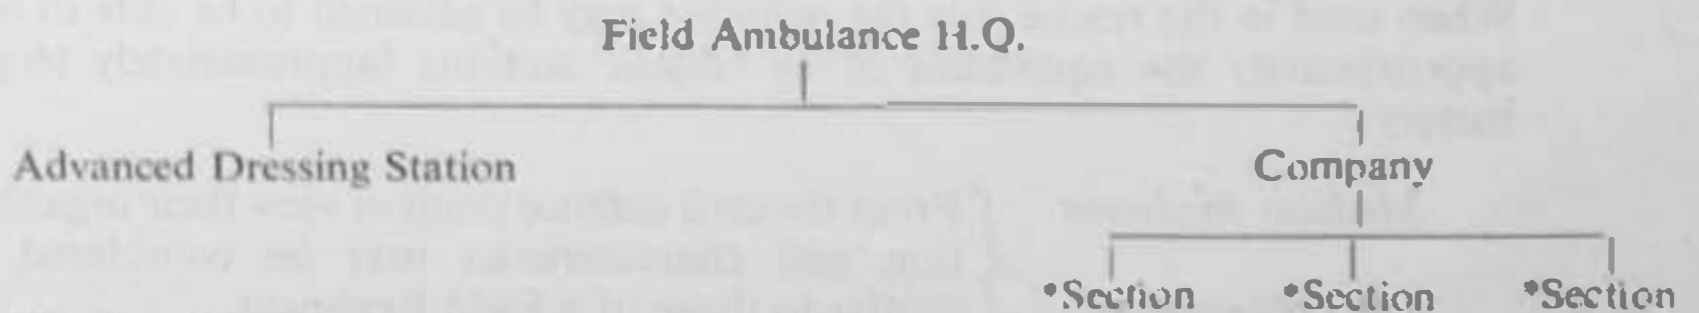 Field Ambulance H.Q.
Advanced Dressing Station
Company
*Section *Section *Section